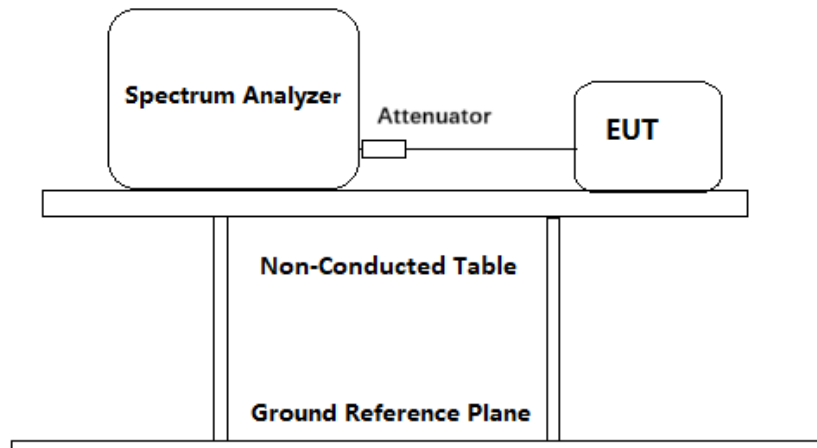 Spectrum Analyzer
Attenuator
EUT
Non-Conducted Table
Ground Reference Plane